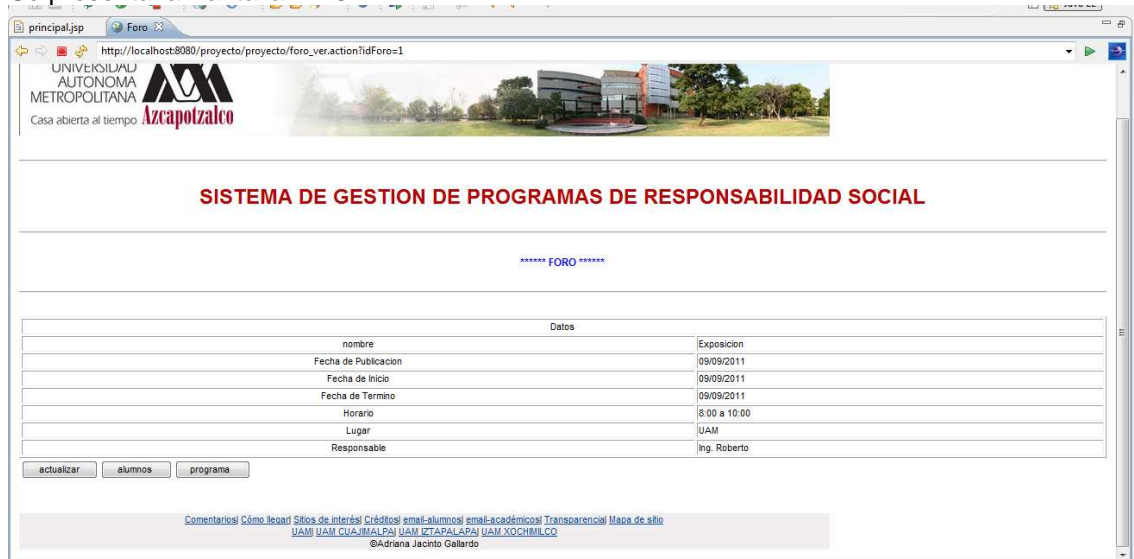 principal.jsp
Foro
http://localhost:8080/proyecto/proyecto/foro_ver.action?idForo=1
UNIVERSIDAD
AUTONOMA
METROPOLITANA
Casa abierta al tiempo Azcapotzalco
SISTEMA DE GESTION DE PROGRAMAS DE RESPONSABILIDAD SOCIAL
****** FORO ******
Datos
nombre Exposicion
Fecha de Publicacion 09/09/2011
Fecha de Inicio 09/09/2011
Fecha de Termino 09/09/2011
Horario 8:00 a 10:00
Lugar UAM
Responsable Ing. Roberto
actualizar alumnos programa
Comentarios| Cómo llegar| Sitios de interés| Créditos| email-alumnos| email-académicos| Transparencia| Mapa de sitio
UAM| UAM CUAJIMALPA| UAM IZTAPALAPA| UAM XOCHIMILCO
©Adriana Jacinto Gallardo